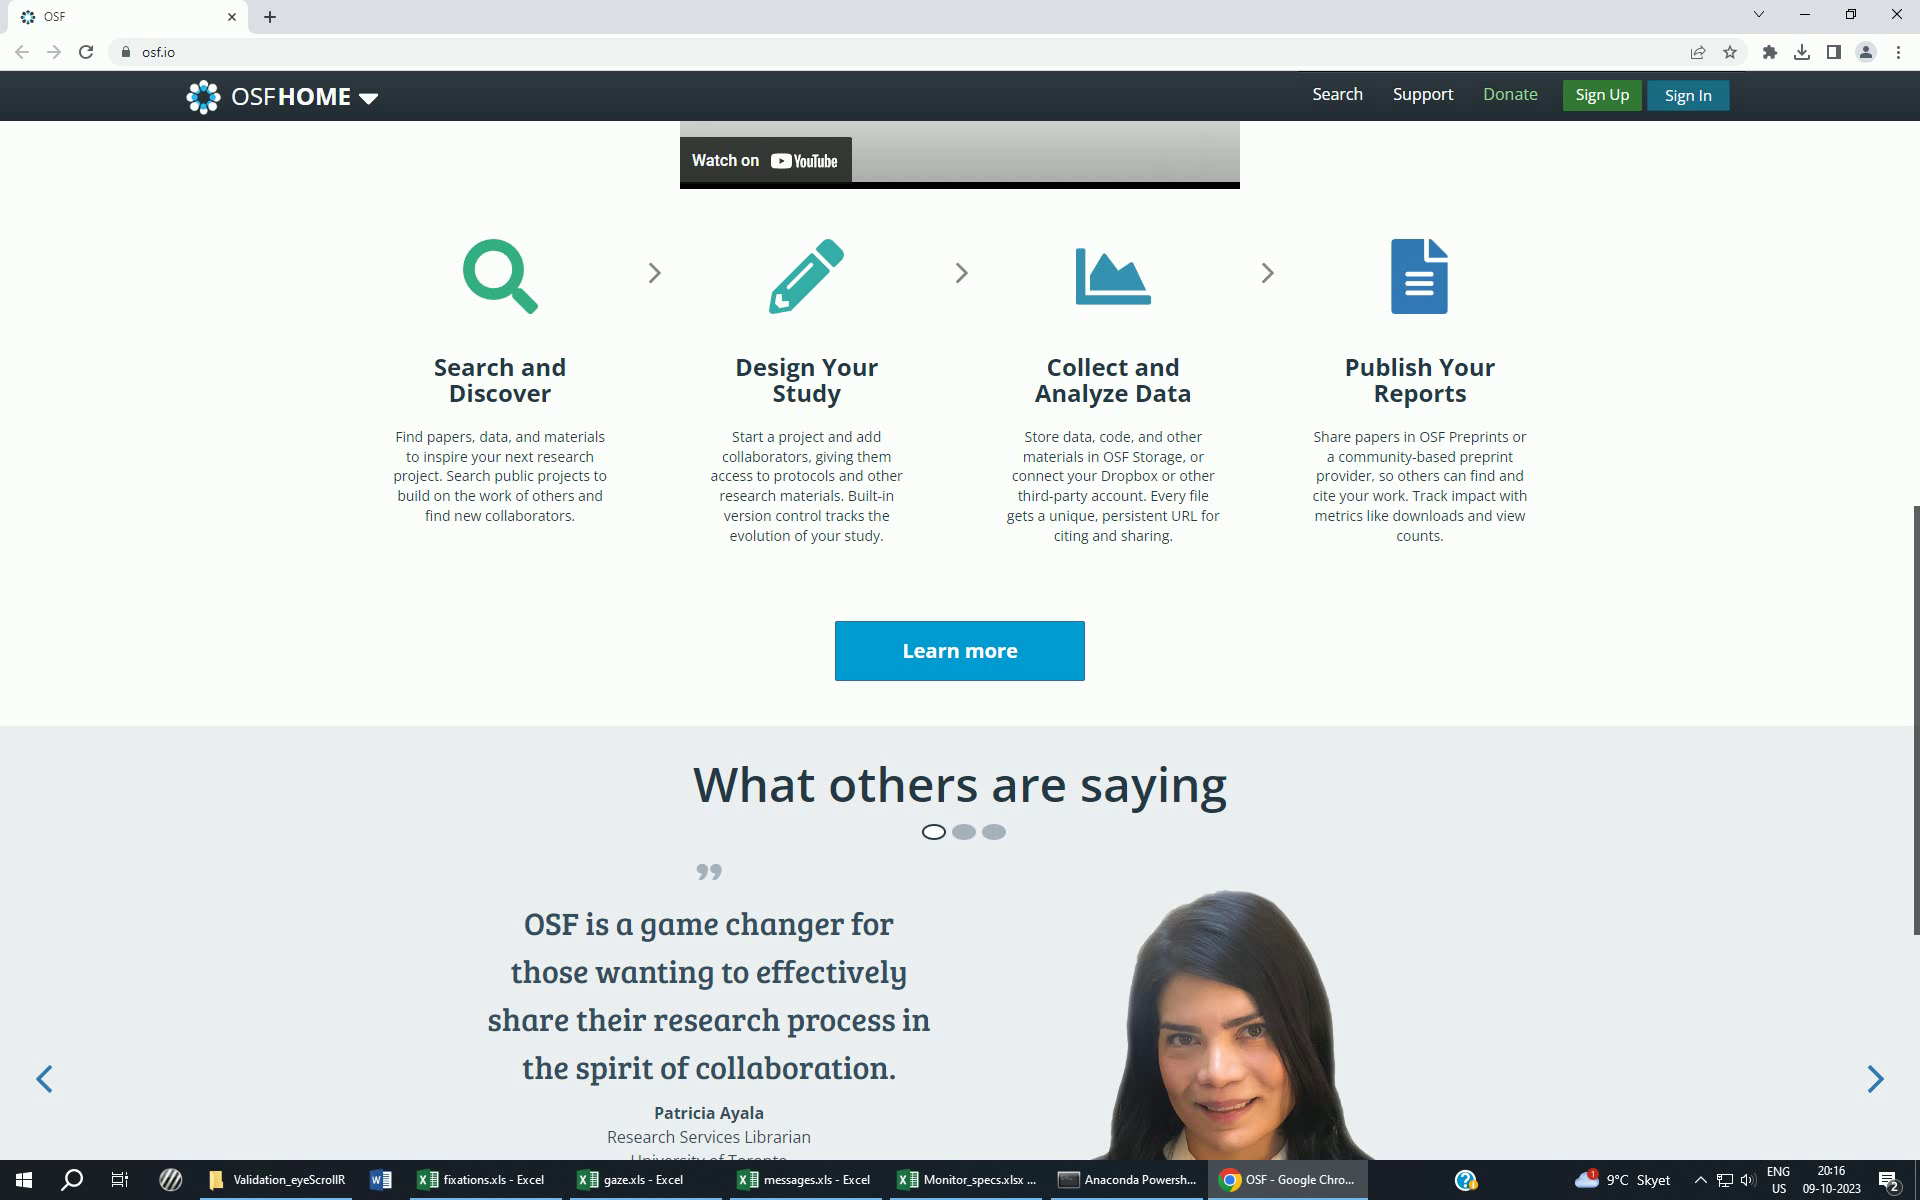 OSF
osf.io
OSFHOME
Search
Support
Donate
Sign Up
Sign In
Watch on YouTube
Search and
Discover
Find papers, data, and materials
to inspire your next research
project. Search public projects to
build on the work of others and
find new collaborators.
Design Your
Study
Start a project and add
collaborators, giving them
access to protocols and other
research materials. Built-in
version control tracks the
evolution of your study.
Collect and
Analyze Data
Store data, code, and other
materials in OSF Storage, or
connect your Dropbox or other
third-party account. Every file
gets a unique, persistent URL for
citing and sharing.
Publish Your
Reports
Share papers in OSF Preprints or
a community-based preprint
provider, so others can find and
cite your work. Track impact with
metrics like downloads and view
counts.
Learn more
What others are saying
”
OSF is a game changer for
those wanting to effectively
share their research process in
the spirit of collaboration.
Patricia Ayala
Research Services Librarian
University of Toronto
Validation_eyeScrollR
fixations.xls - Excel
gaze.xls - Excel
messages.xls - Excel
Monitor_specs.xlsx ...
Anaconda Powersh...
OSF - Google Chro...
1
9°C Skyet
ENG
US
20:16
09-10-2023
2